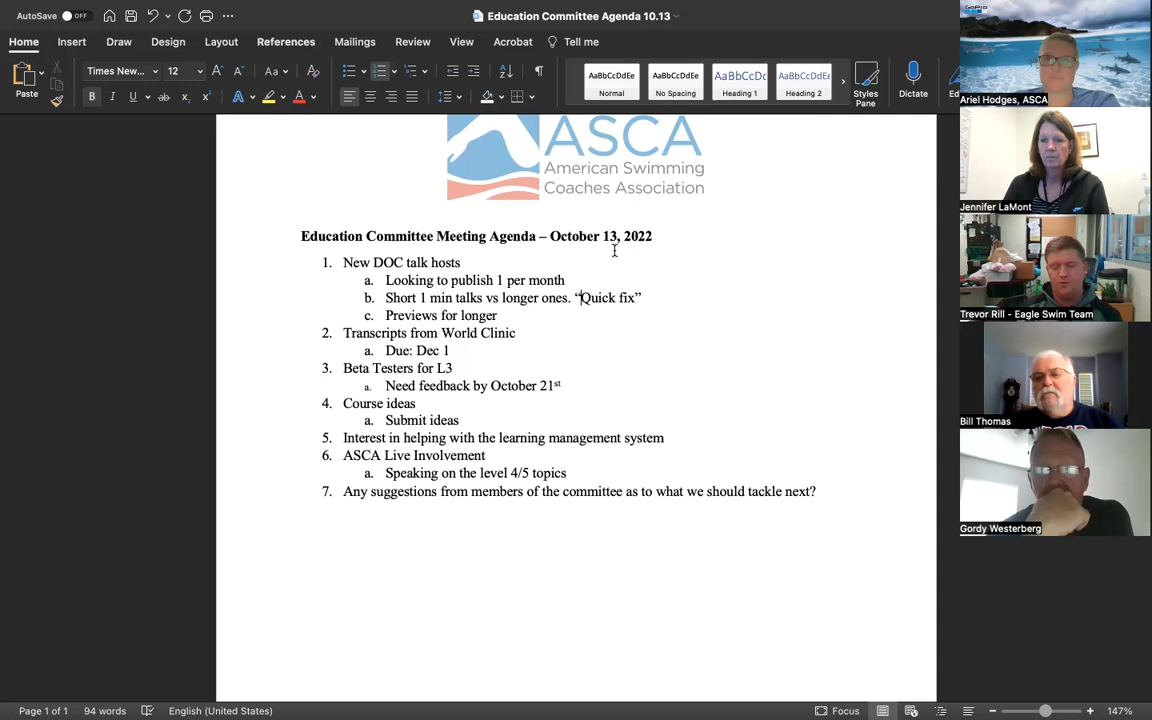 AutoSave OFF
Education Committee Agenda 10.13
Home Insert Draw Design Layout References Mailings Review View Acrobat Tell me
Paste
Times New... 12
Aa
B I U ab X₂ X²
A A
AaBbCcDdEe
Normal
AaBbCcDdEe
No Spacing
AaBbCcDc
Heading 1
AaBbCcDdEe
Heading 2
Styles
Pane
Dictate
ASCA
American Swimming
Coaches Association
Education Committee Meeting Agenda – October 13, 2022
1. New DOC talk hosts
a. Looking to publish 1 per month
b. Short 1 min talks vs longer ones. “Quick fix”
c. Previews for longer
2. Transcripts from World Clinic
a. Due: Dec 1
3. Beta Testers for L3
a. Need feedback by October 21st
4. Course ideas
a. Submit ideas
5. Interest in helping with the learning management system
6. ASCA Live Involvement
a. Speaking on the level 4/5 topics
7. Any suggestions from members of the committee as to what we should tackle next?
Page 1 of 1 94 words English (United States) Focus 147%
GoPro
Ariel Hodges, ASCA
Jennifer LaMont
Trevor Rill - Eagle Swim Team
Bill Thomas
Gordy Westerberg